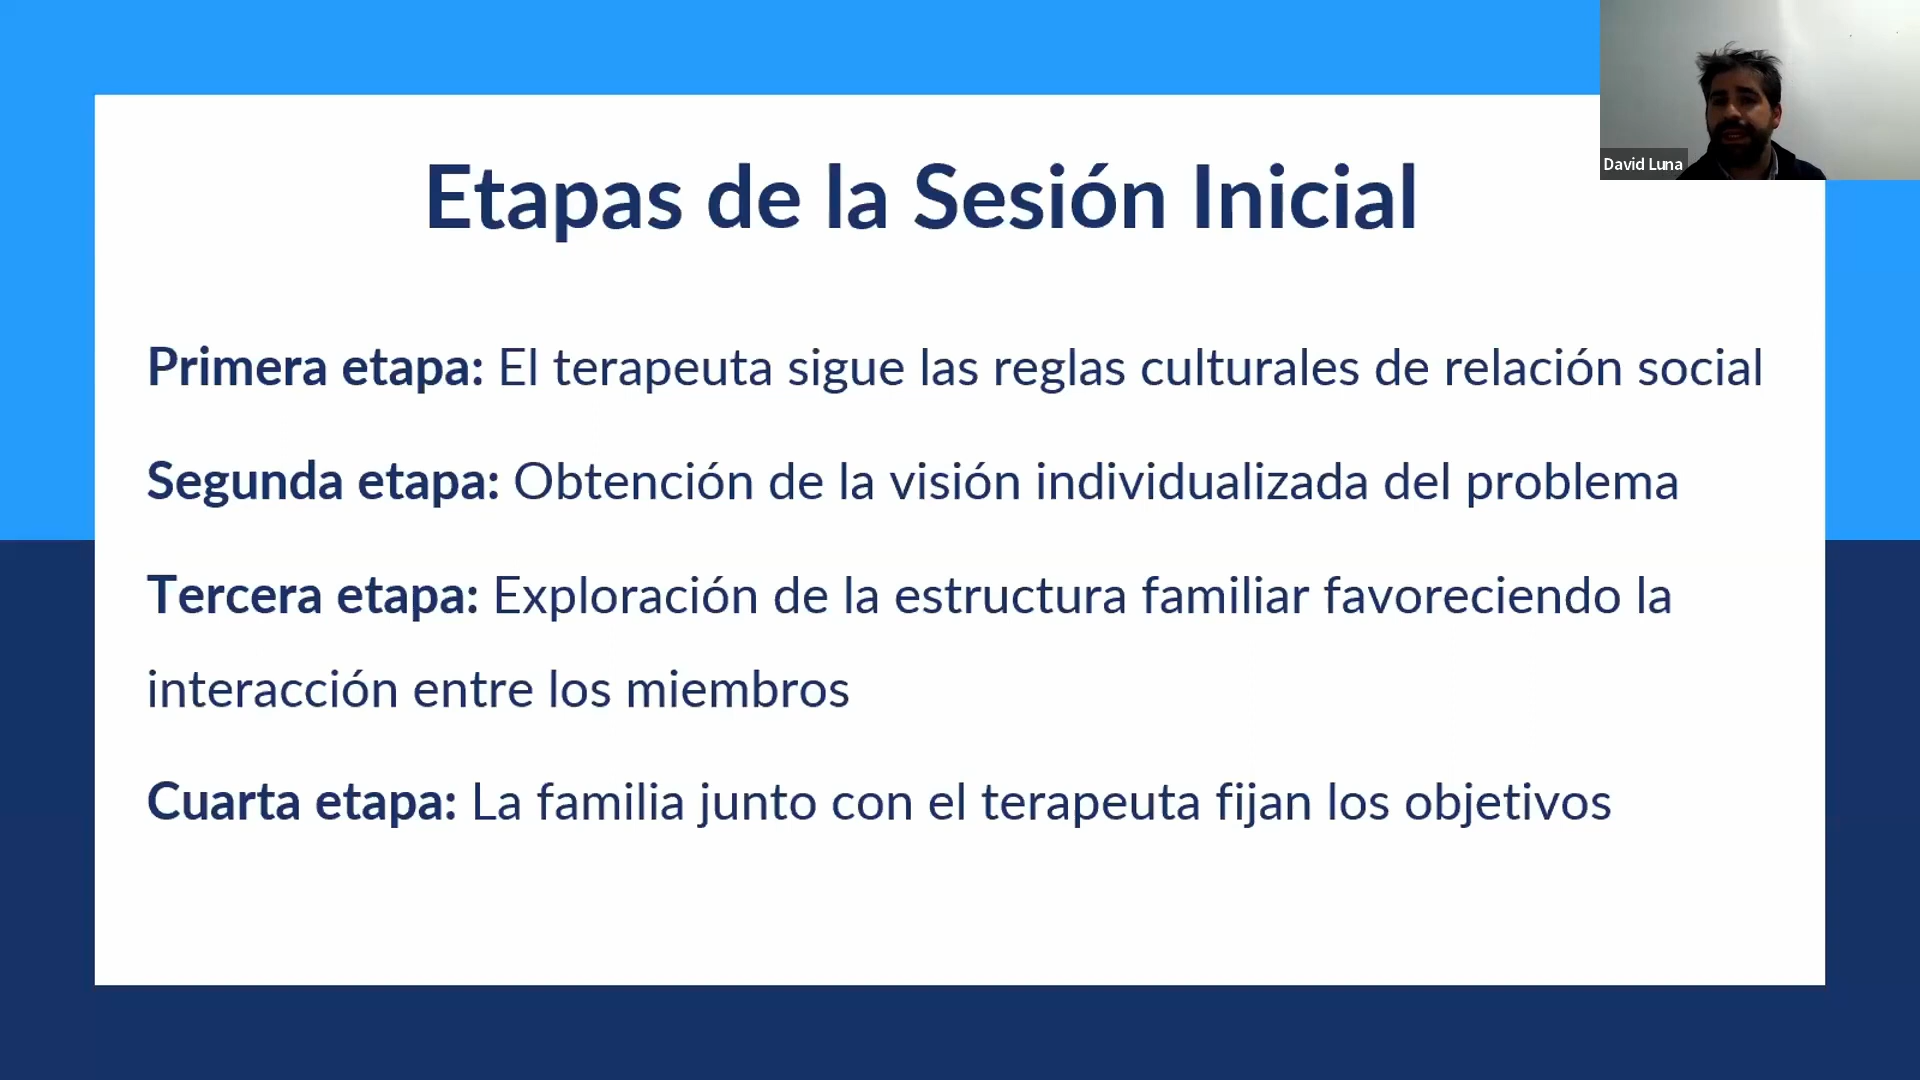 Etapas de la Sesión Inicial
David Luna
Primera etapa: El terapeuta sigue las reglas culturales de relación social
Segunda etapa: Obtención de la visión individualizada del problema
Tercera etapa: Exploración de la estructura familiar favoreciendo la
interacción entre los miembros
Cuarta etapa: La familia junto con el terapeuta fijan los objetivos